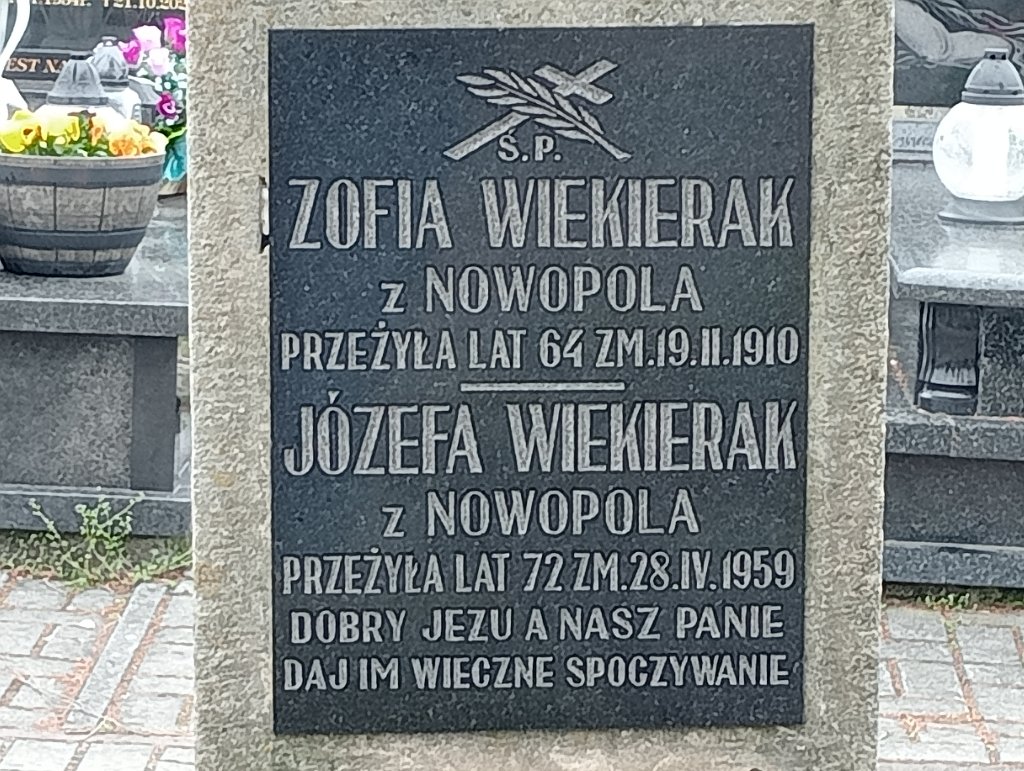 Ś.P.
ZOFIA WIEKIERAK
z NOWOPOLA
PRZEŻYŁA LAT 64 ZM.19.II.1910
JÓZEFA WIEKIERAK
z NOWOPOLA
PRZEŻYŁA LAT 72 ZM.28.IV.1959
DOBRY JEZU A NASZ PANIE
DAJ IM WIECZNE SPOCZYWANIE